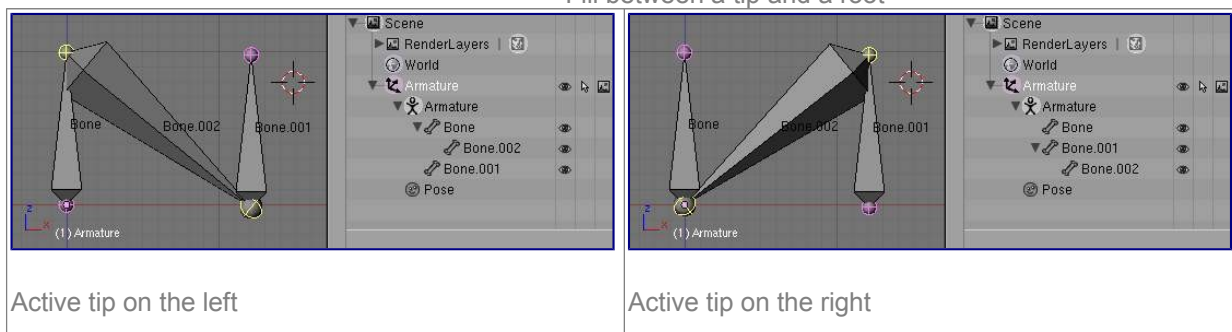 Fill between a tip and a root
Scene
RenderLayers |
World
Armature
Armature
Bone
Bone.002
Bone.001
Pose
Bone
Bone.002
Bone.001
z
x
(1) Armature
Scene
RenderLayers |
World
Armature
Armature
Bone
Bone.001
Bone.002
Pose
Bone
Bone.002
Bone.001
z
x
(1) Armature
Active tip on the left
Active tip on the right